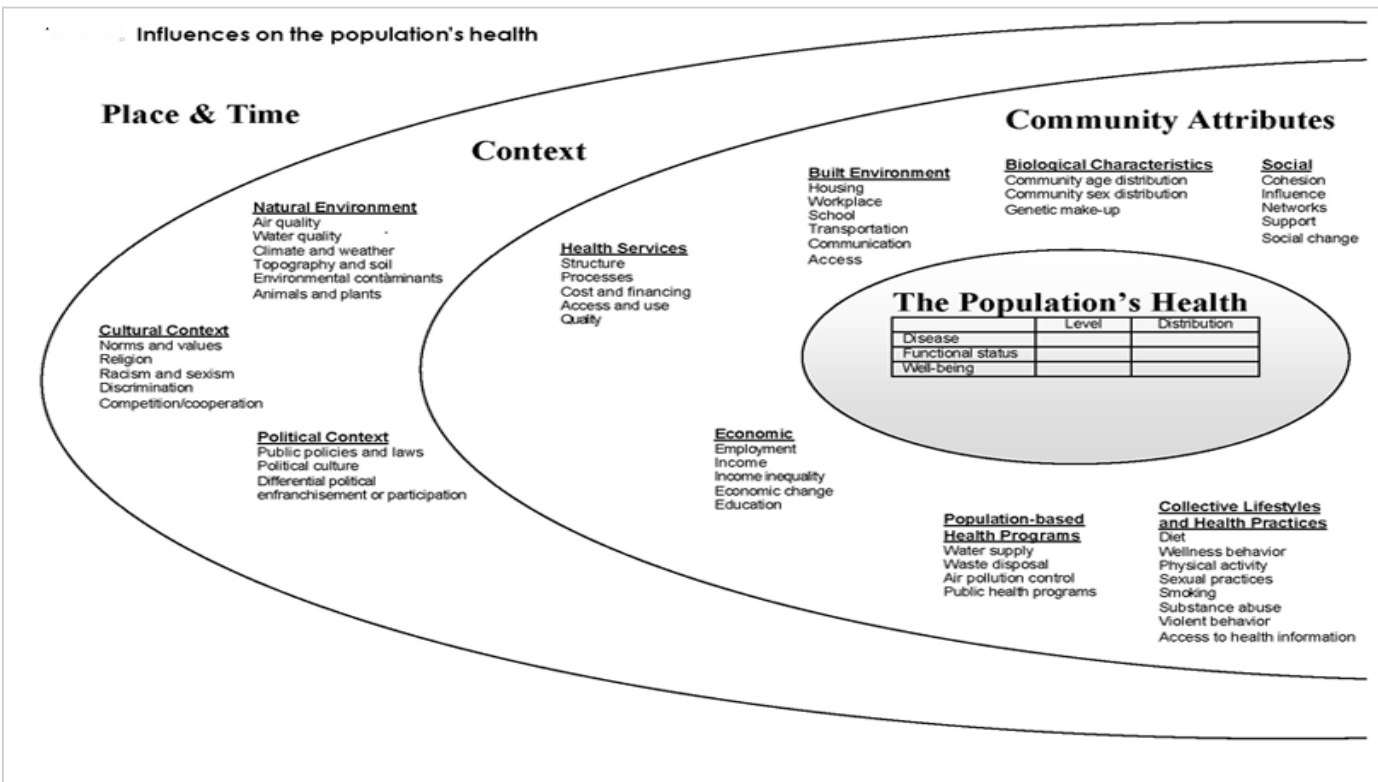 Influences on the population's health
Place & Time
Context
Community Attributes
Natural Environment
Air quality
Water quality
Climate and weather
Topography and soil
Environmental contaminants
Animals and plants
Cultural Context
Norms and values
Religion
Racism and sexism
Discrimination
Competition/cooperation
Political Context
Public policies and laws
Political culture
Differential political
enfranchisement or participation
Health Services
Structure
Processes
Cost and financing
Access and use
Quality
Built Environment
Housing
Workplace
School
Transportation
Communication
Access
Biological Characteristics
Community age distribution
Community sex distribution
Genetic make-up
Social
Cohesion
Influence
Networks
Support
Social change
The Population's Health
Level Distribution
Disease
Functional status
Well-being
Economic
Employment
Income
Income inequality
Economic change
Education
Population-based
Health Programs
Water supply
Waste disposal
Air pollution control
Public health programs
Collective Lifestyles
and Health Practices
Diet
Wellness behavior
Physical activity
Sexual practices
Smoking
Substance abuse
Violent behavior
Access to health information